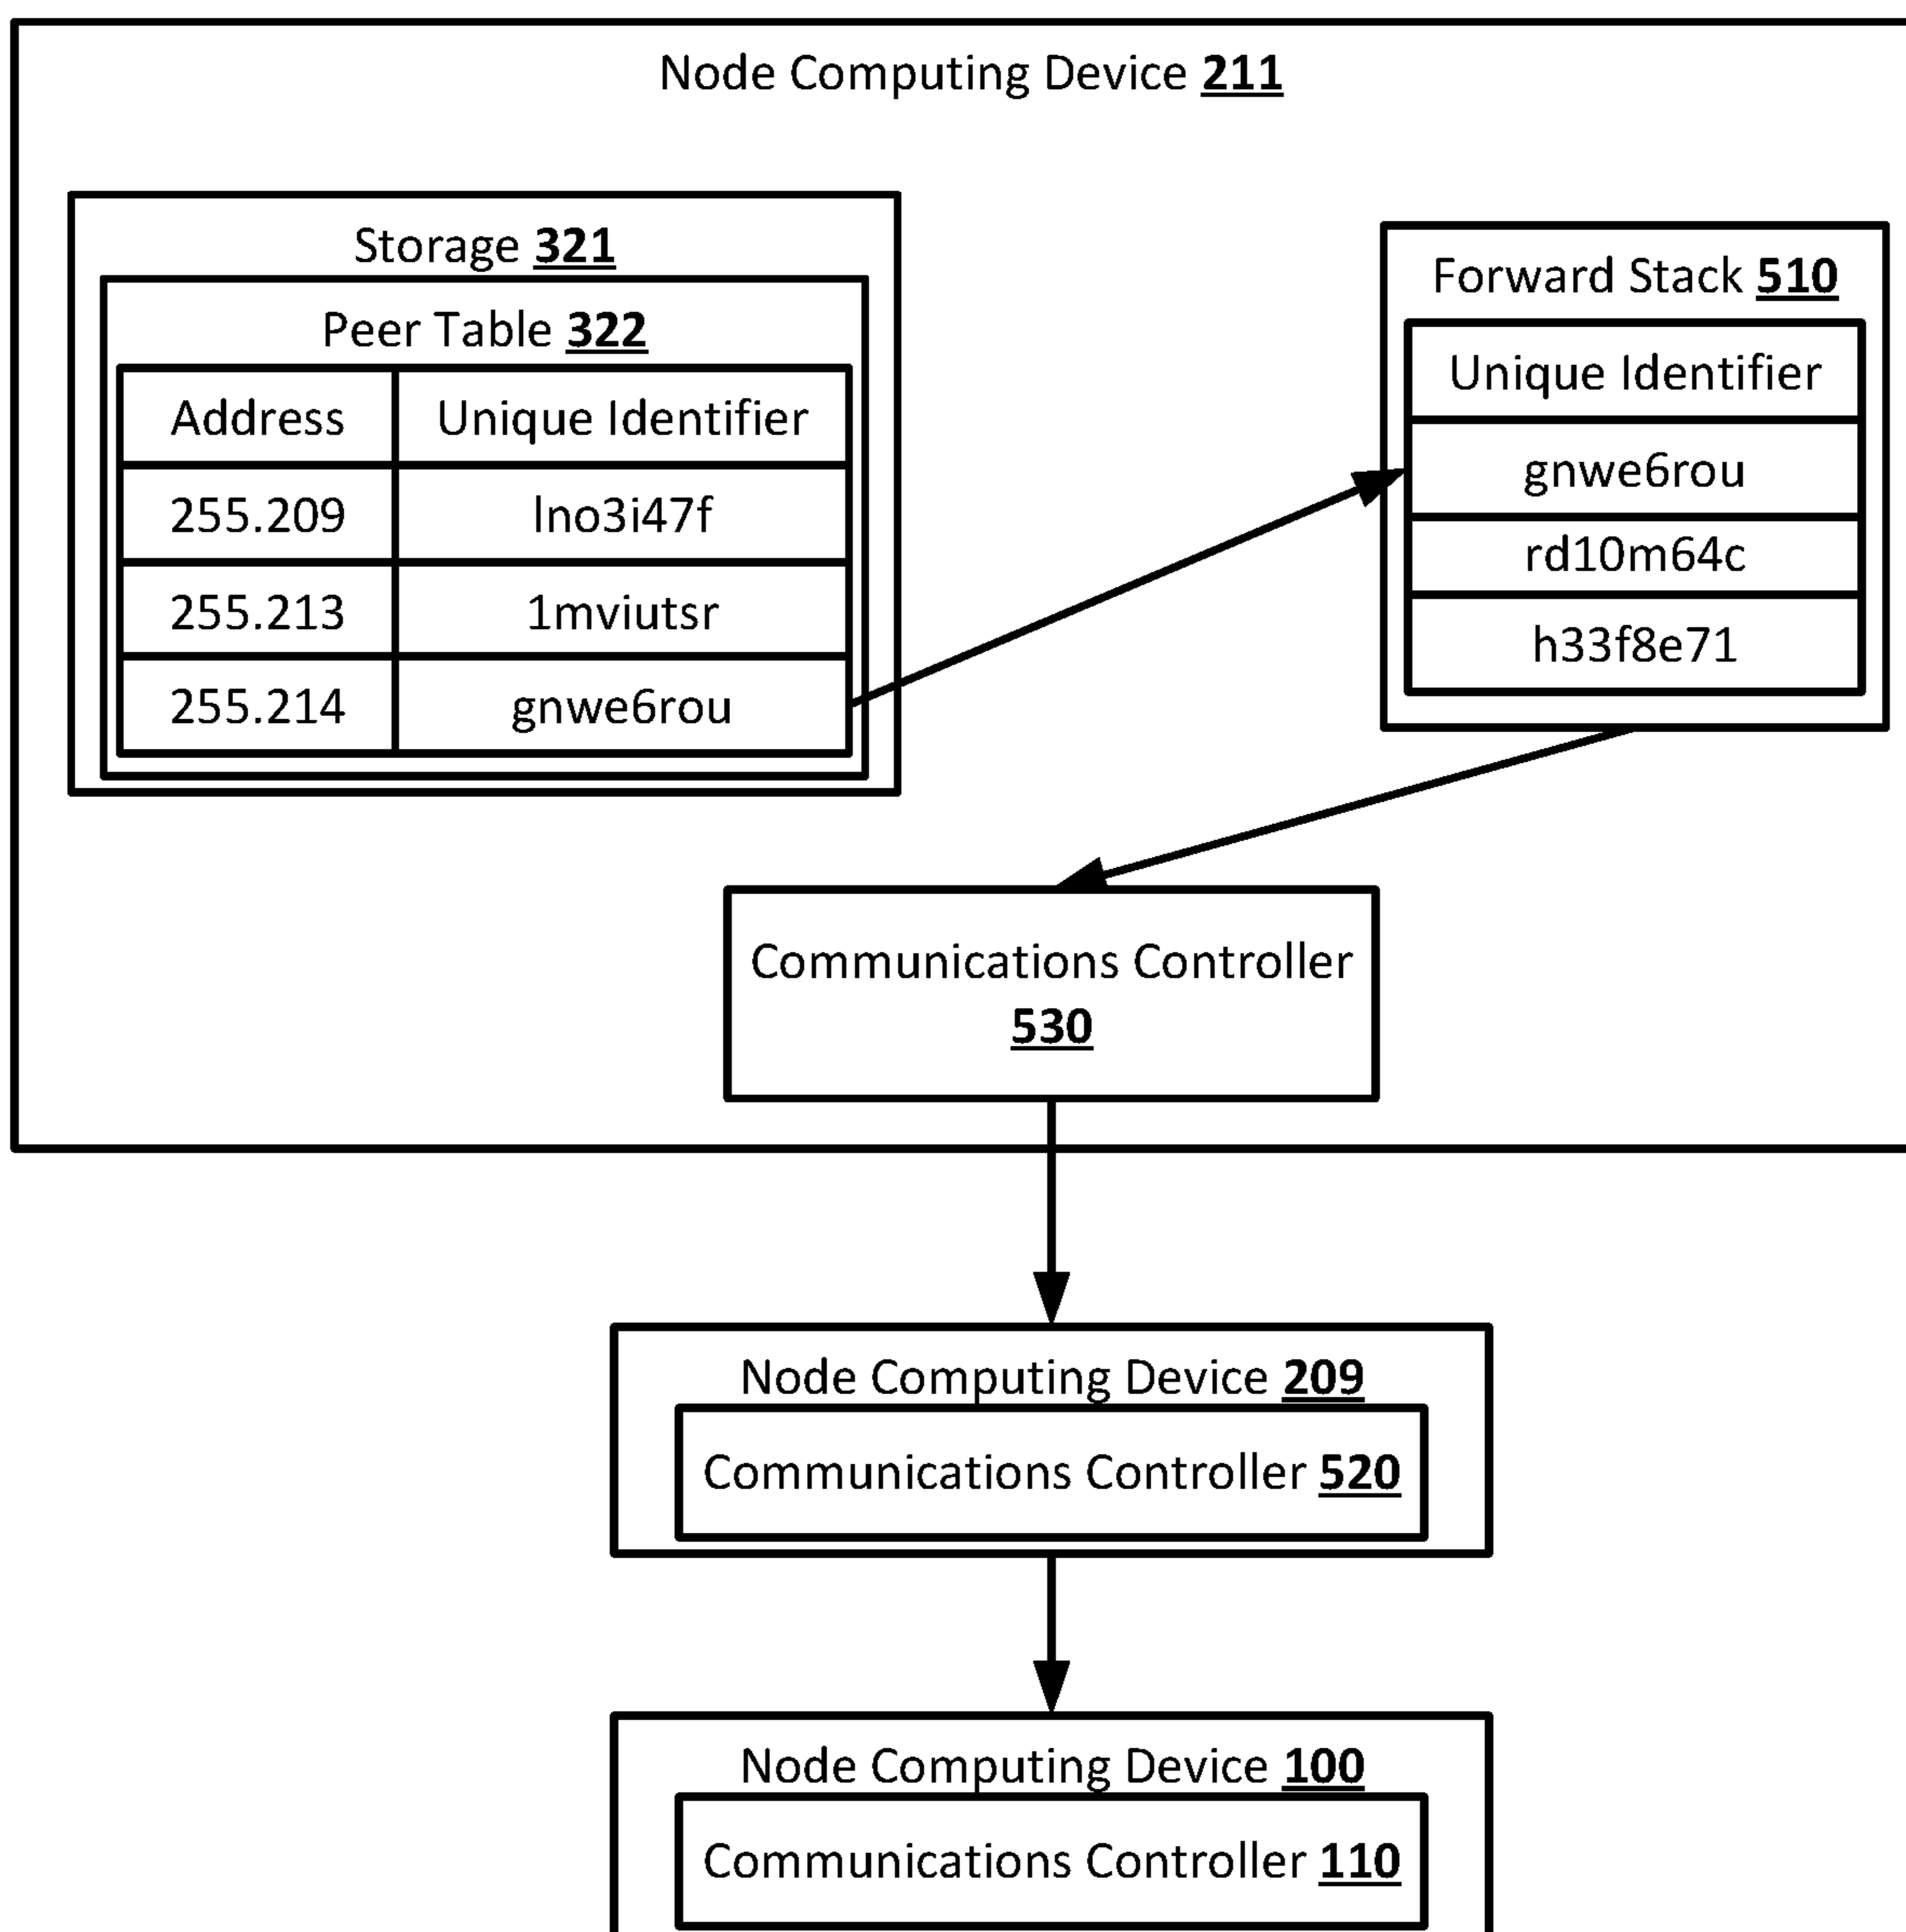 Node Computing Device 211
Storage 321
Peer Table 322
Address Unique Identifier
255.209 lno3i47f
255.213 1mviutsr
255.214 gnwe6rou
Forward Stack 510
Unique Identifier
gnwe6rou
rd10m64c
h33f8e71
Communications Controller
530
Node Computing Device 209
Communications Controller 520
Node Computing Device 100
Communications Controller 110